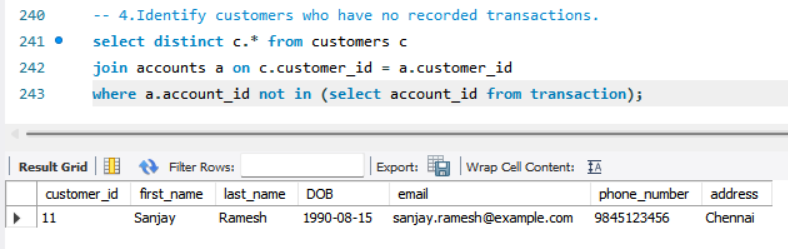 240 -- 4.Identify customers who have no recorded transactions.
241 select distinct c.* from customers c
242 join accounts a on c.customer_id = a.customer_id
243 where a.account_id not in (select account_id from transaction);
Result Grid Filter Rows: Export: Wrap Cell Content: IA
customer_id first_name last_name DOB email phone_number address
11 Sanjay Ramesh 1990-08-15 sanjay.ramesh@example.com 9845123456 Chennai